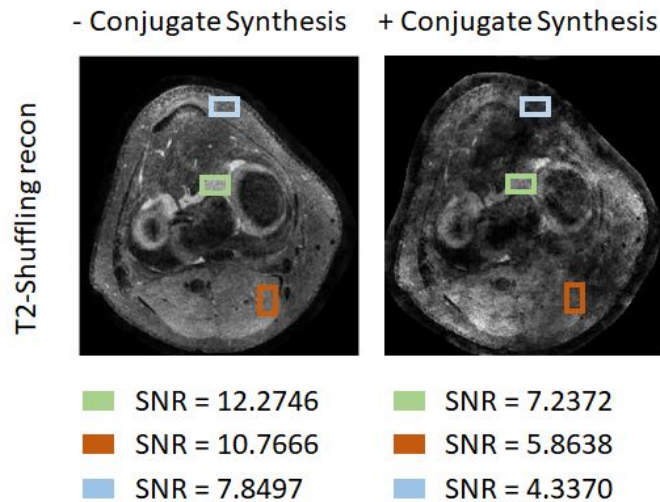 - Conjugate Synthesis
+ Conjugate Synthesis
T2-Shuffling recon
SNR = 12.2746
SNR = 7.2372
SNR = 10.7666
SNR = 5.8638
SNR = 7.8497
SNR = 4.3370